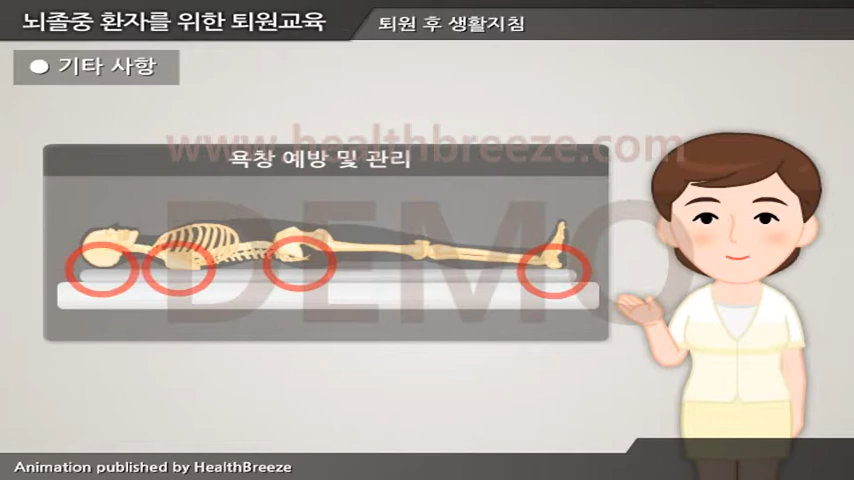 뇌졸중 환자를 위한 퇴원교육
퇴원 후 생활지침
기타 사항
www.healthbreeze.com
욕창 예방 및 관리
DEMO
Animation published by HealthBreeze